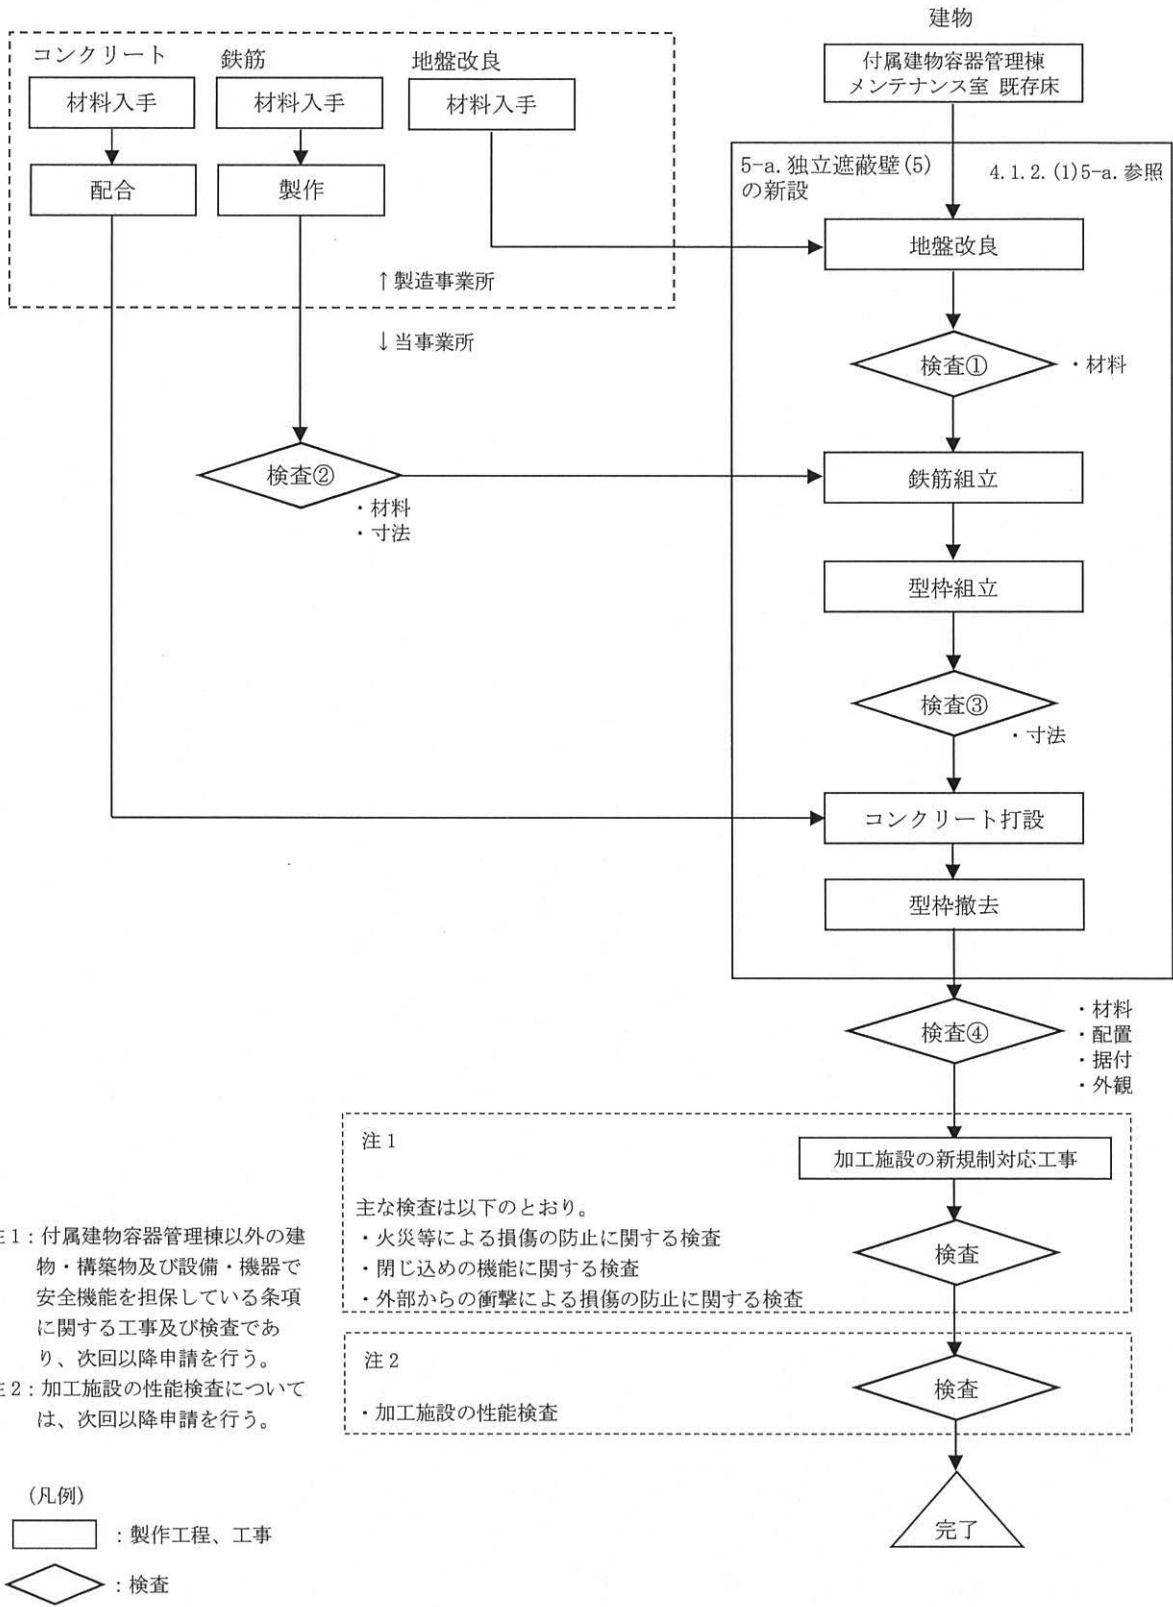 建物
コンクリート
鉄筋
地盤改良
付属建物容器管理棟
メンテナンス室 既存床
材料入手
材料入手
材料入手
配合
製作
5-a. 独立遮蔽壁(5)
の新設
4.1.2.(1)5-a. 参照
地盤改良
↑製造事業所
↓当事業所
検査①
・材料
検査②
・材料
・寸法
鉄筋組立
型枠組立
検査③
・寸法
コンクリート打設
型枠撤去
検査④
・材料
・配置
・据付
・外観
注1
加工施設の新規制対応工事
主な検査は以下のとおり。
・火災等による損傷の防止に関する検査
・閉じ込めの機能に関する検査
・外部からの衝撃による損傷の防止に関する検査
検査
注2
・加工施設の性能検査
検査
完了
注1：付属建物容器管理棟以外の建
物・構築物及び設備・機器で
安全機能を担保している条項
に関する工事及び検査であ
り、次回以降申請を行う。
注2：加工施設の性能検査について
は、次回以降申請を行う。
(凡例)
：製作工程、工事
：検査